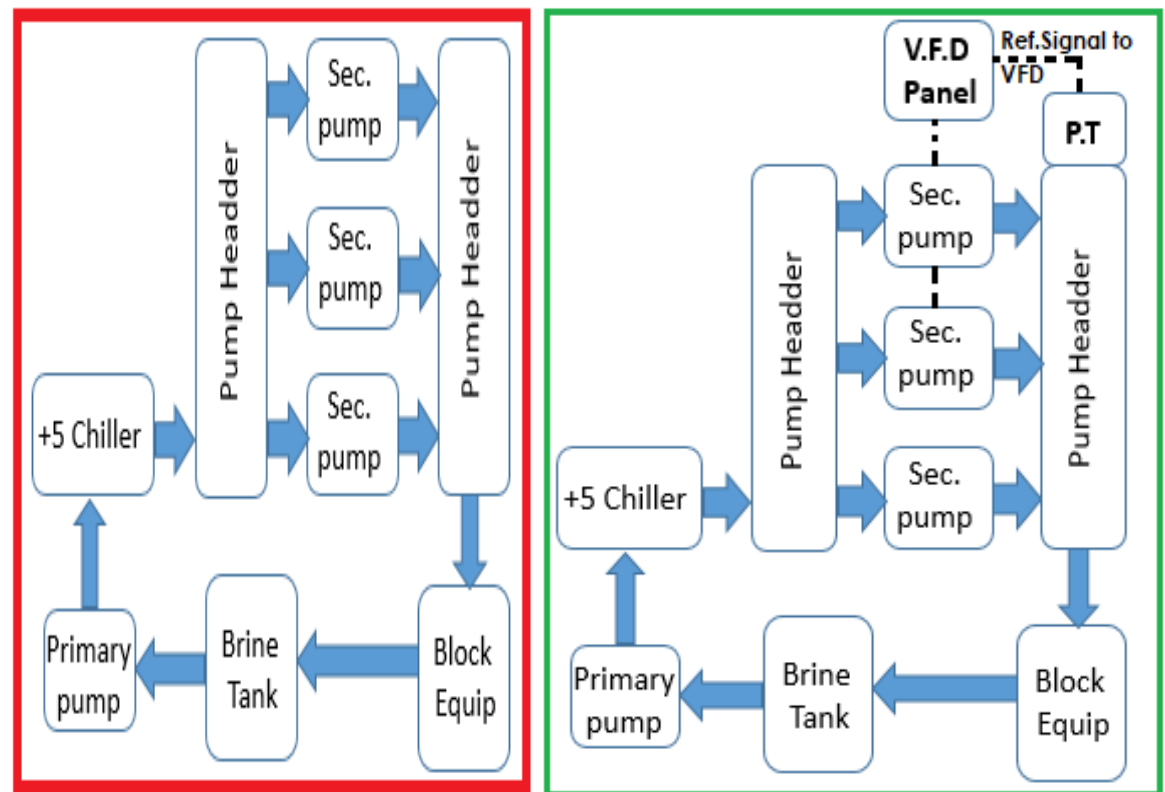 Pump Headder
Sec.
pump
Sec.
pump
Sec.
pump
Pump Headder
+5 Chiller
Primary
pump
Brine
Tank
Block
Equip
V.F.D
Panel
Ref.Signal to
VFD
P.T
Pump Headder
Sec.
pump
Sec.
pump
Sec.
pump
Pump Headder
+5 Chiller
Primary
pump
Brine
Tank
Block
Equip